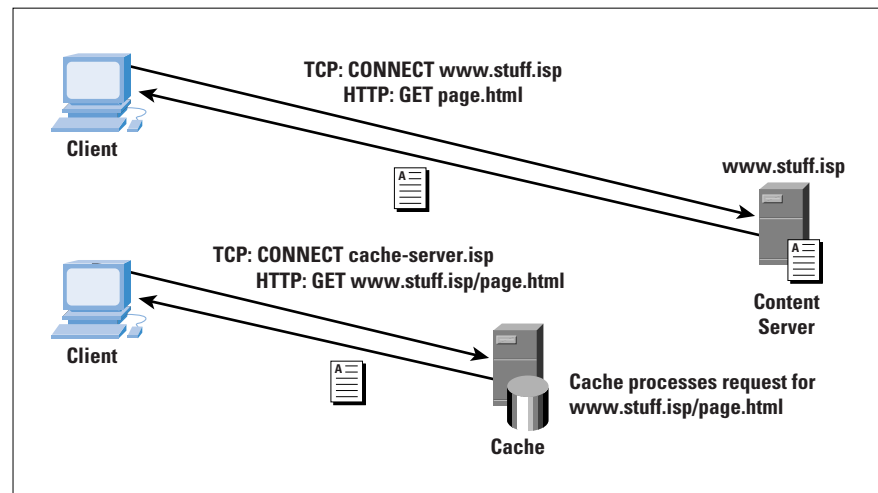 TCP: CONNECT www.stuff.isp
HTTP: GET page.html
Client
www.stuff.isp
A
A
Content
Server
TCP: CONNECT cache-server.isp
HTTP: GET www.stuff.isp/page.html
Client
A
Cache processes request for
www.stuff.isp/page.html
Cache